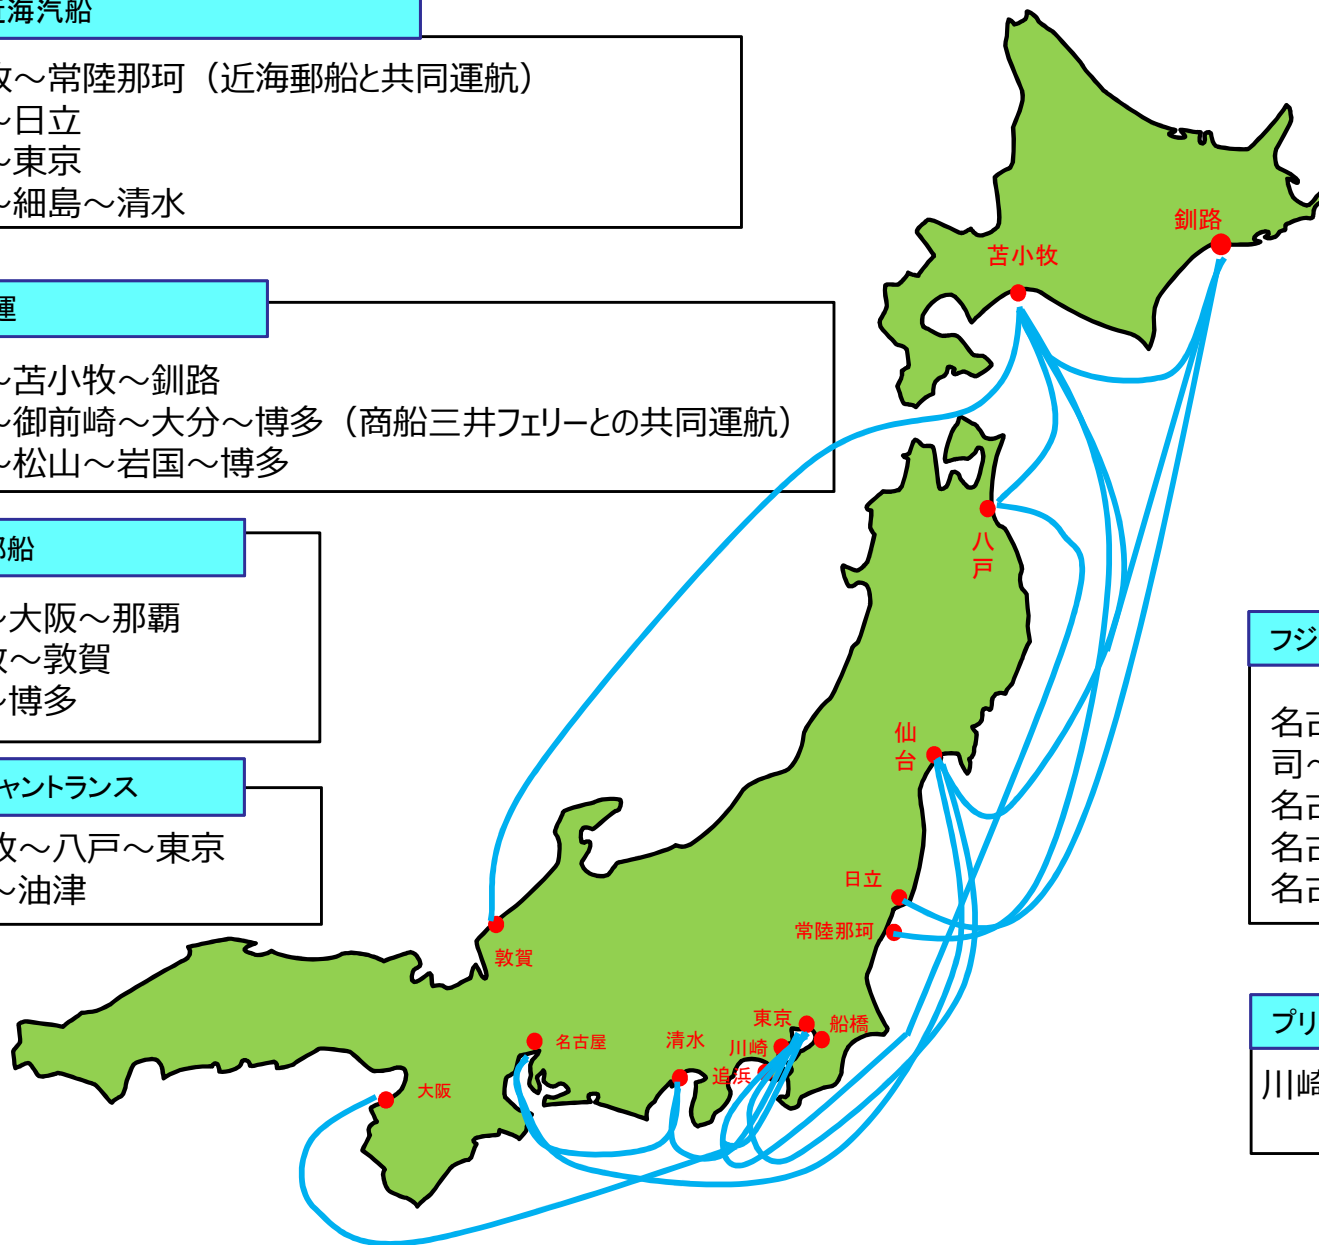 近海汽船
牧～常陸那珂（近海郵船と共同運航）
～日立
～東京
～細島～清水
運
～苫小牧～釧路
～御前崎～大分～博多（商船三井フェリーとの共同運航）
～松山～岩国～博多
郵船
～大阪～那覇
牧～敦賀
～博多
ャントランス
牧～八戸～東京
～油津
釧路
苫小牧
八戸
仙台
日立
常陸那珂
敦賀
東京
船橋
川崎
追浜
清水
名古屋
大阪
フジ
名古
司～
名古
名古
名古
プリ
川崎